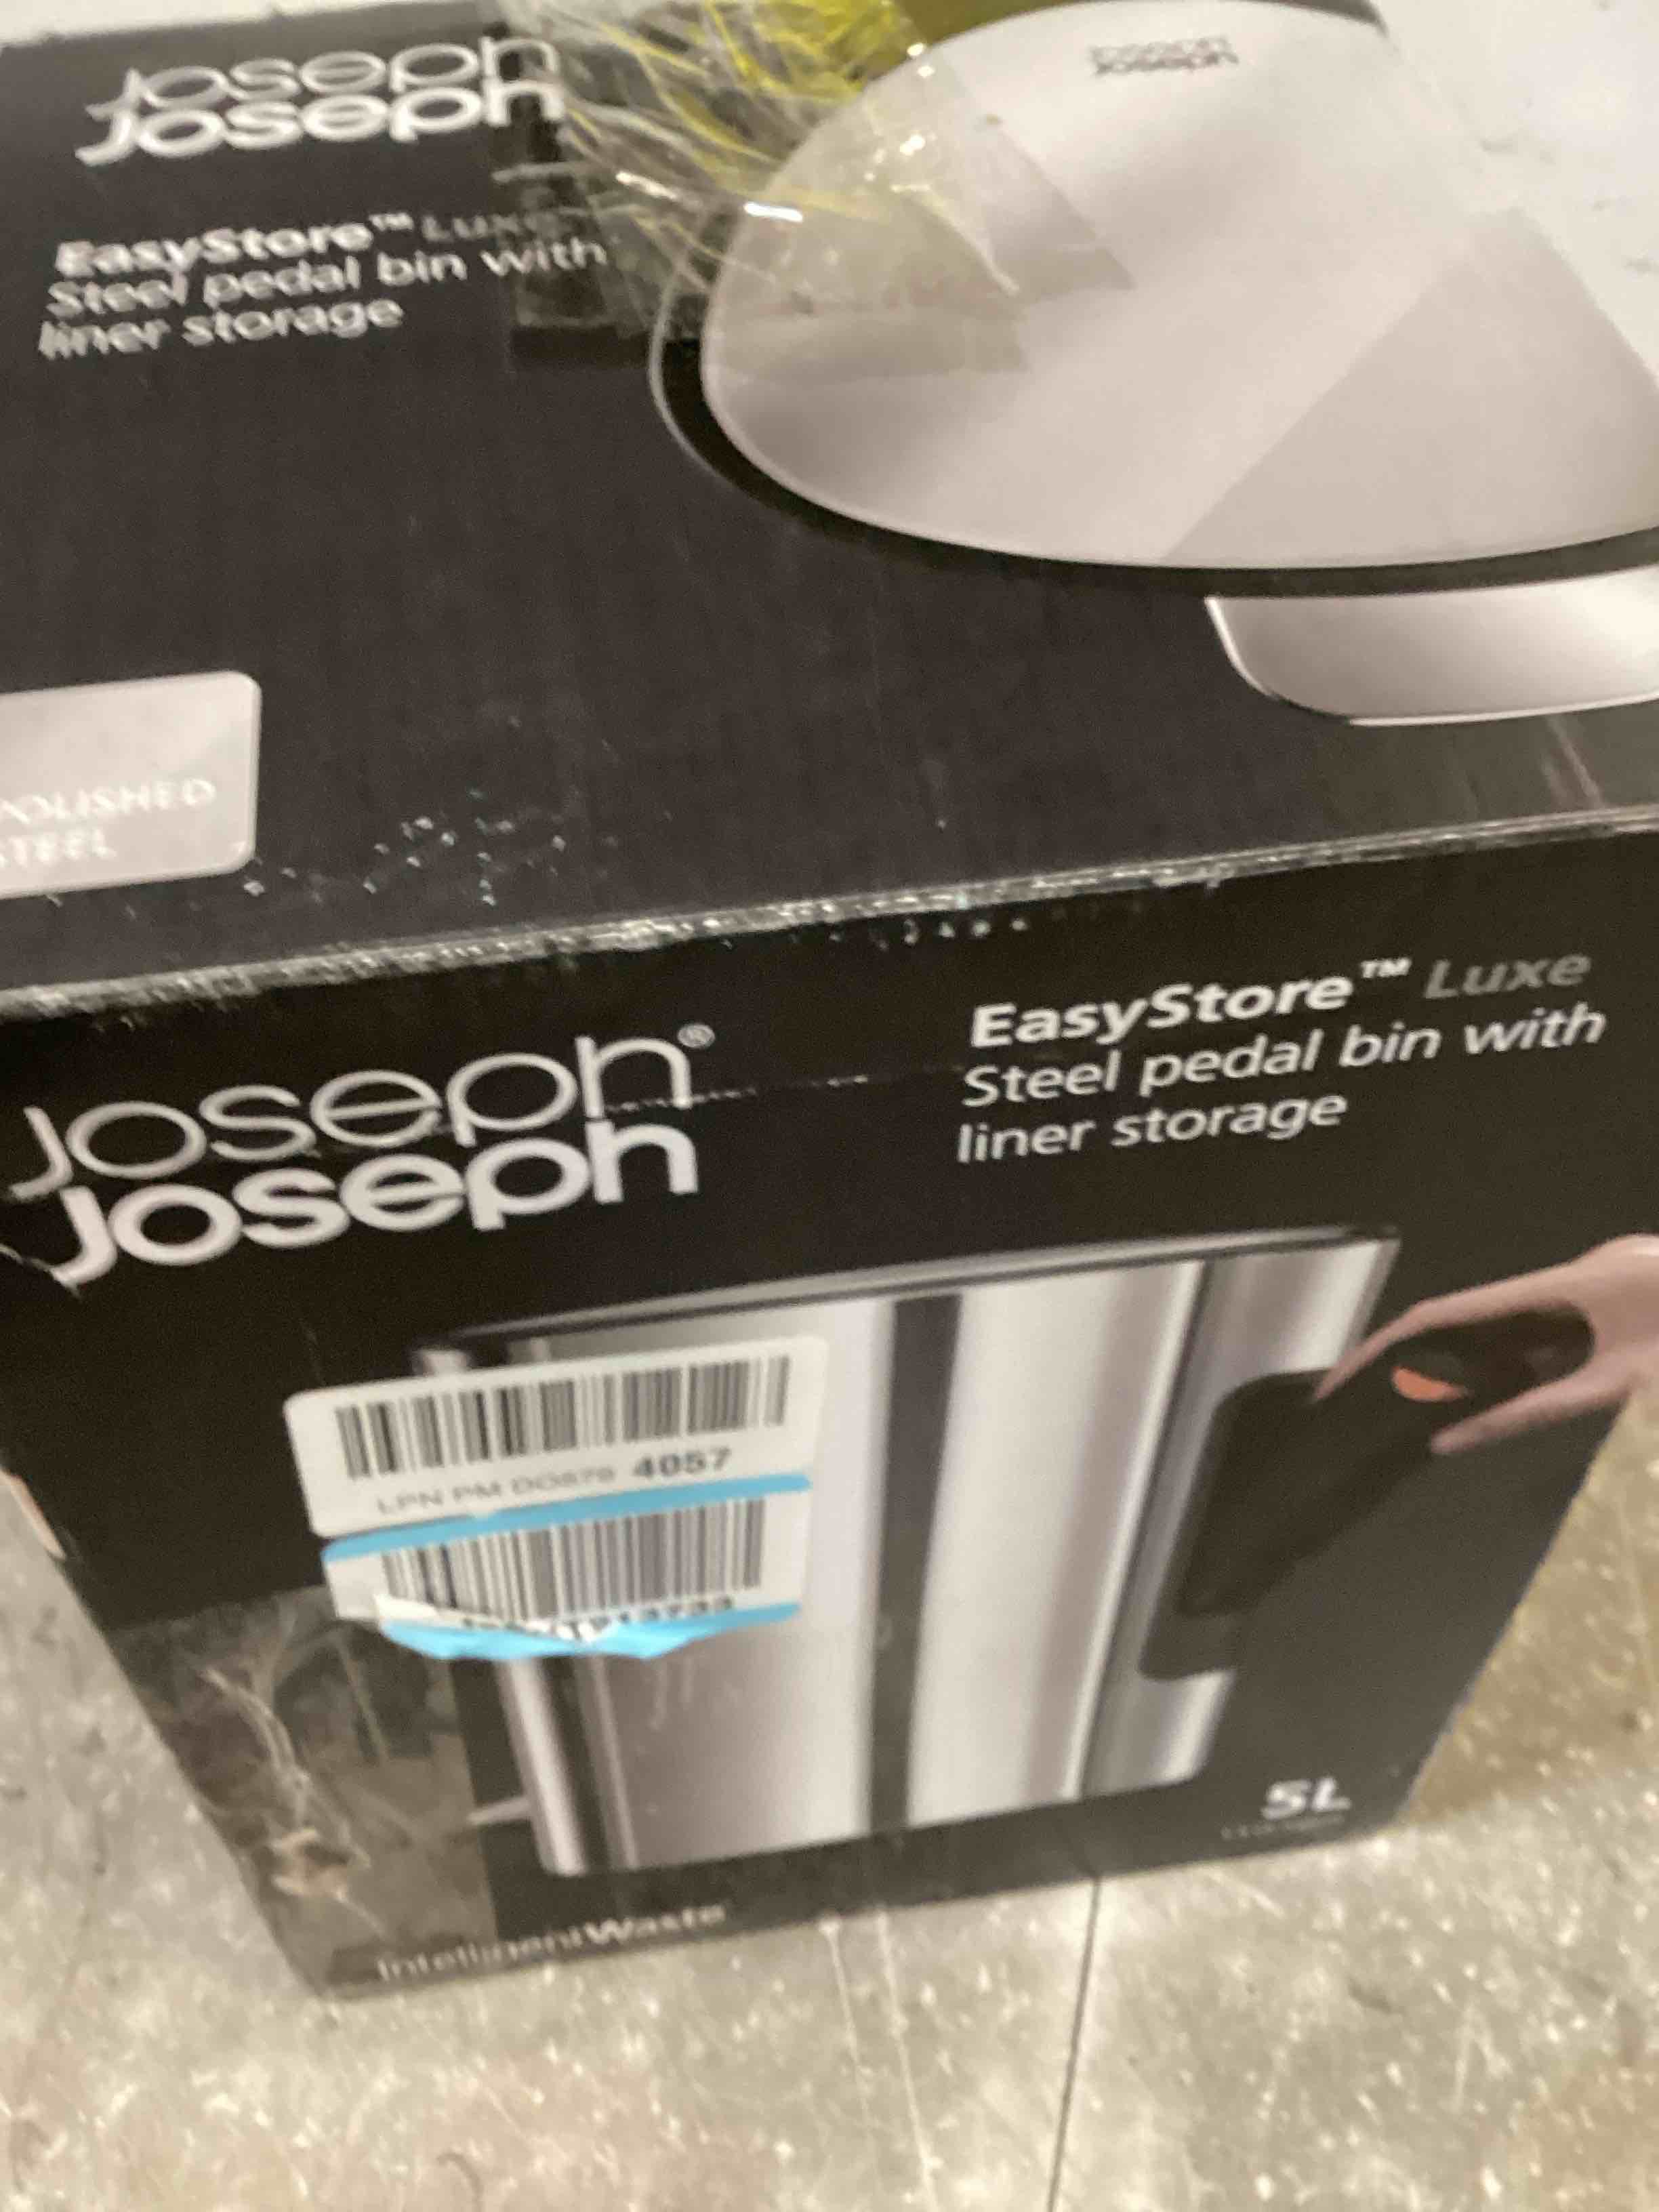 Joseph
Joseph
EasyStore™ Luxe
Steel pedal bin with
liner storage
Joseph
Joseph
STEEL
Joseph®
Joseph
EasyStore™ Luxe
Steel pedal bin with
liner storage
4057
5L
IntelligentWaste